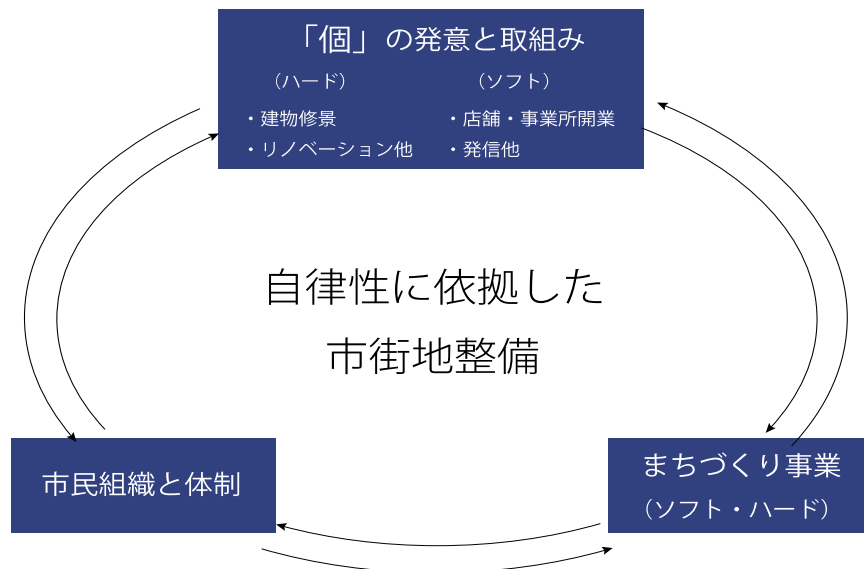 「個」の発意と取組み
（ハード）
（ソフト）
・建物修景
・店舗・事業所開業
・リノベーション他
・発信他
自律性に依拠した
市街地整備
市民組織と体制
まちづくり事業
（ソフト・ハード）